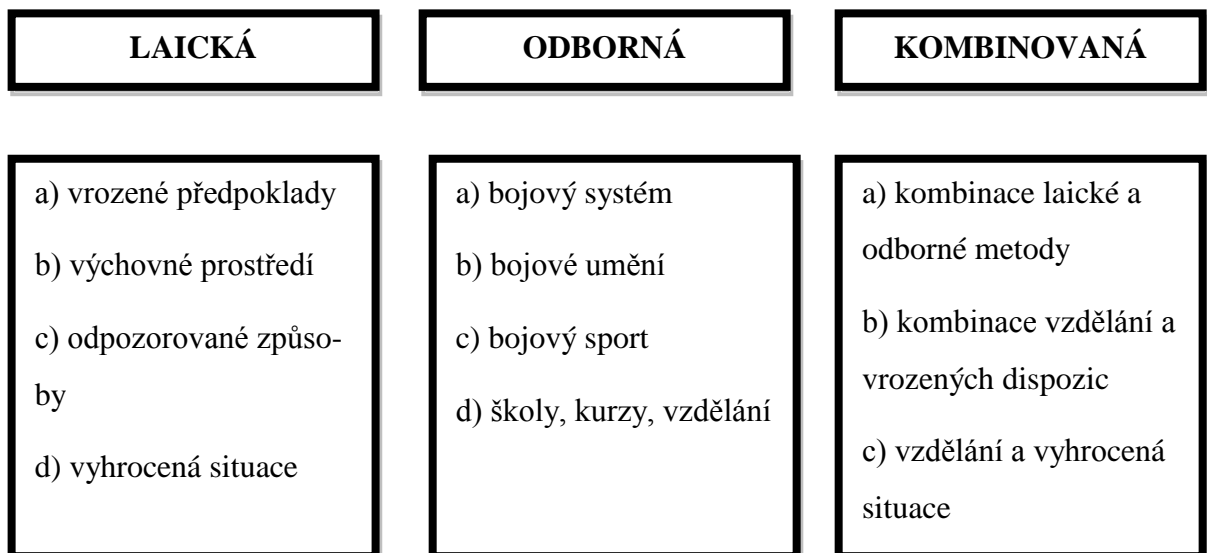 LAICKÁ
ODBORNÁ
KOMBINOVANÁ
a) vrozené předpoklady
b) výchovné prostředí
c) odpozorované způso-
by
d) vyhrocená situace
a) bojový systém
b) bojové umění
c) bojový sport
d) školy, kurzy, vzdělání
a) kombinace laické a
odborné metody
b) kombinace vzdělání a
vrozených dispozic
c) vzdělání a vyhrocená
situace